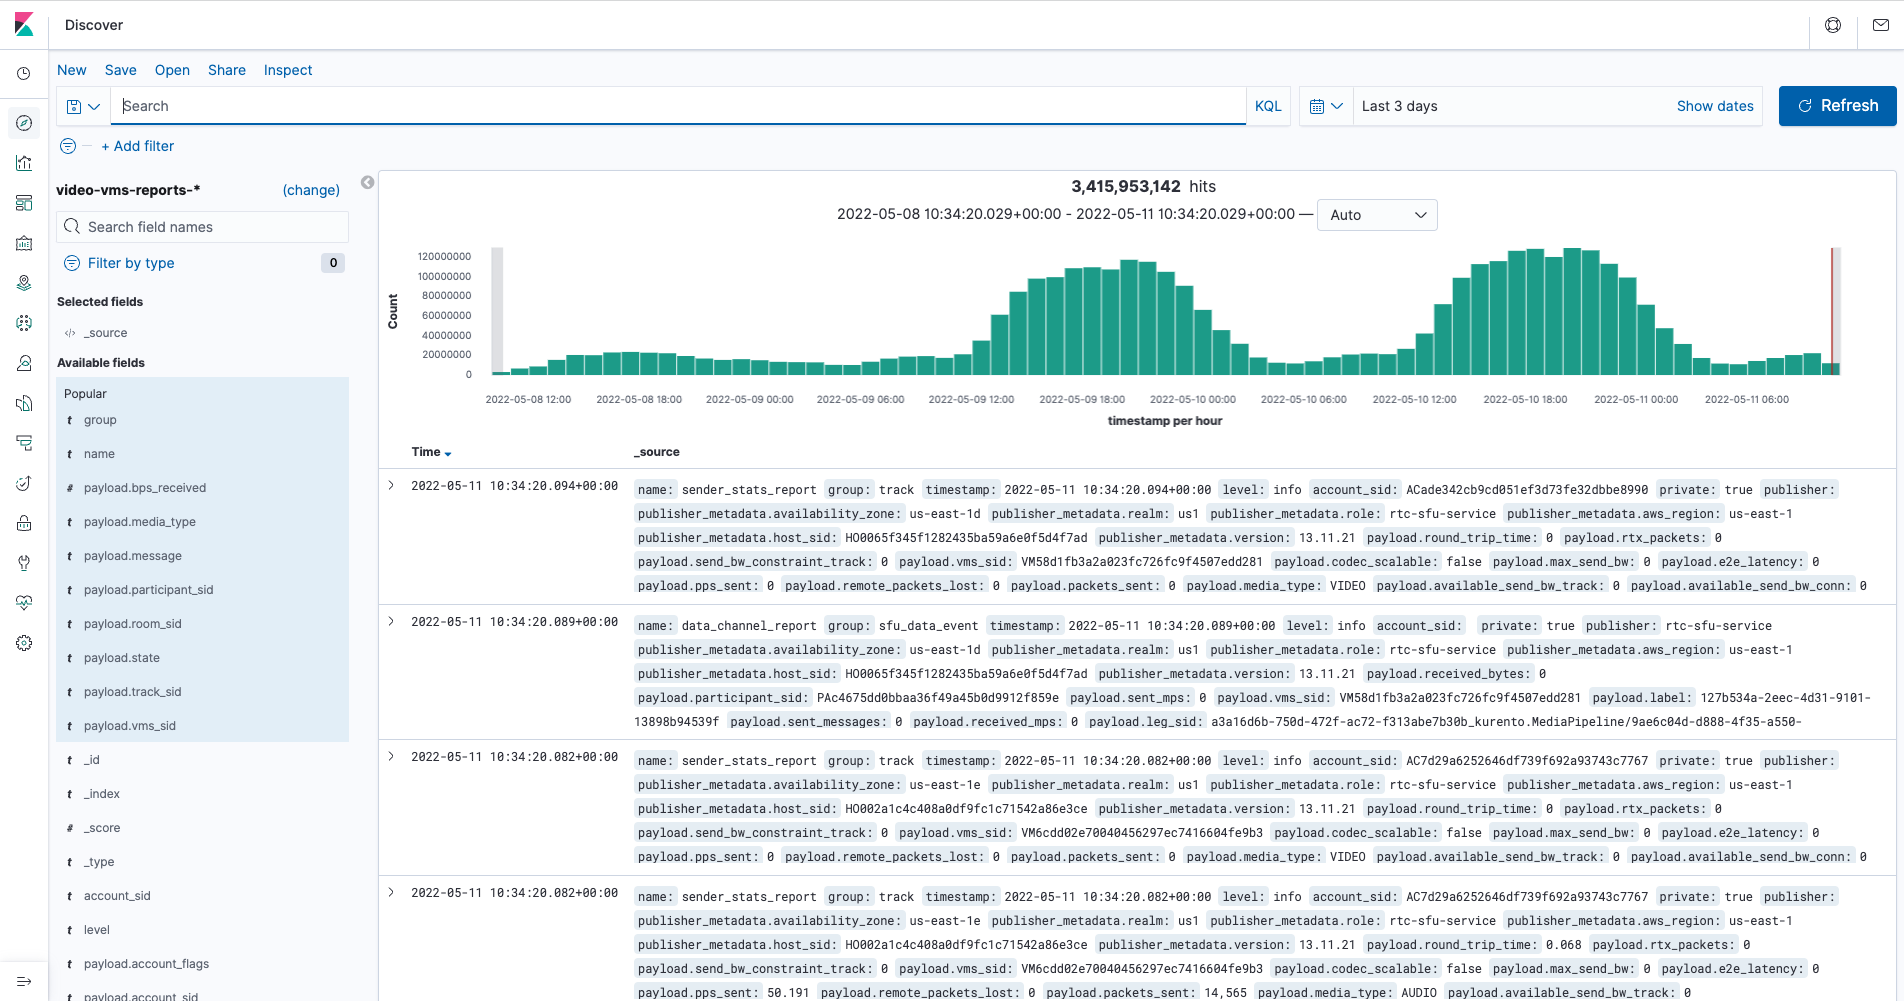 Discover
New Save Open Share Inspect
Search KQL Last 3 days Show dates Refresh
+ Add filter
video-vms-reports-* (change)
Search field names
Filter by type 0
Selected fields
_source
Available fields
Popular
t group
t name
# payload.bps_received
t payload.media_type
t payload.message
t payload.participant_sid
t payload.room_sid
t payload.state
t payload.track_sid
t payload.vms_sid
t _id
t _index
# _score
t _type
t account_sid
t level
t payload.account_flags
t payload.account_sid
3,415,953,142 hits
2022-05-08 10:34:20.029+00:00 - 2022-05-11 10:34:20.029+00:00 — Auto
Count
120000000
100000000
80000000
60000000
40000000
20000000
0
2022-05-08 12:00 2022-05-08 18:00 2022-05-09 00:00 2022-05-09 06:00 2022-05-09 12:00 2022-05-09 18:00 2022-05-10 00:00 2022-05-10 06:00 2022-05-10 12:00 2022-05-10 18:00 2022-05-11 00:00 2022-05-11 06:00
timestamp per hour
Time _source
2022-05-11 10:34:20.094+00:00 name: sender_stats_report group: track timestamp: 2022-05-11 10:34:20.094+00:00 level: info account_sid: ACade342cb9cd051ef3d73fe32dbbe8990 private: true publisher:
publisher_metadata.availability_zone: us-east-1d publisher_metadata.realm: us1 publisher_metadata.role: rtc-sfu-service publisher_metadata.aws_region: us-east-1
publisher_metadata.host_sid: HO0065f345f1282435ba59a6e0f5d4f7ad publisher_metadata.version: 13.11.21 payload.round_trip_time: 0 payload.rtx_packets: 0
payload.send_bw_constraint_track: 0 payload.vms_sid: VM58d1fb3a2a023fc726fc9f4507edd281 payload.codec_scalable: false payload.max_send_bw: 0 payload.e2e_latency: 0
payload.pps_sent: 0 payload.remote_packets_lost: 0 payload.packets_sent: 0 payload.media_type: VIDEO payload.available_send_bw_track: 0 payload.available_send_bw_conn: 0
2022-05-11 10:34:20.089+00:00 name: data_channel_report group: sfu_data_event timestamp: 2022-05-11 10:34:20.089+00:00 level: info account_sid: private: true publisher: rtc-sfu-service
publisher_metadata.availability_zone: us-east-1d publisher_metadata.realm: us1 publisher_metadata.role: rtc-sfu-service publisher_metadata.aws_region: us-east-1
publisher_metadata.host_sid: HO0065f345f1282435ba59a6e0f5d4f7ad publisher_metadata.version: 13.11.21 payload.received_bytes: 0
payload.participant_sid: PAc4675dd0bbaa36f49a45b0d9912f859e payload.sent_mps: 0 payload.vms_sid: VM58d1fb3a2a023fc726fc9f4507edd281 payload.label: 127b534a-2eec-4d31-9101-
13898b94539f payload.sent_messages: 0 payload.received_mps: 0 payload.leg_sid: a3a16d6b-750d-472f-ac72-f313abe7b30b_kurento.MediaPipeline/9ae6c04d-d888-4f35-a550-
2022-05-11 10:34:20.082+00:00 name: sender_stats_report group: track timestamp: 2022-05-11 10:34:20.082+00:00 level: info account_sid: AC7d29a6252646df739f692a93743c7767 private: true publisher:
publisher_metadata.availability_zone: us-east-1e publisher_metadata.realm: us1 publisher_metadata.role: rtc-sfu-service publisher_metadata.aws_region: us-east-1
publisher_metadata.host_sid: HO002a1c4c408a0df9fc1c71542a86e3ce publisher_metadata.version: 13.11.21 payload.round_trip_time: 0 payload.rtx_packets: 0
payload.send_bw_constraint_track: 0 payload.vms_sid: VM6cdd02e70040456297ec7416604fe9b3 payload.codec_scalable: false payload.max_send_bw: 0 payload.e2e_latency: 0
payload.pps_sent: 0 payload.remote_packets_lost: 0 payload.packets_sent: 0 payload.media_type: VIDEO payload.available_send_bw_track: 0 payload.available_send_bw_conn: 0
2022-05-11 10:34:20.082+00:00 name: sender_stats_report group: track timestamp: 2022-05-11 10:34:20.082+00:00 level: info account_sid: AC7d29a6252646df739f692a93743c7767 private: true publisher:
publisher_metadata.availability_zone: us-east-1e publisher_metadata.realm: us1 publisher_metadata.role: rtc-sfu-service publisher_metadata.aws_region: us-east-1
publisher_metadata.host_sid: HO002a1c4c408a0df9fc1c71542a86e3ce publisher_metadata.version: 13.11.21 payload.round_trip_time: 0.068 payload.rtx_packets: 0
payload.send_bw_constraint_track: 0 payload.vms_sid: VM6cdd02e70040456297ec7416604fe9b3 payload.codec_scalable: false payload.max_send_bw: 0 payload.e2e_latency: 0
payload.pps_sent: 50.191 payload.remote_packets_lost: 0 payload.packets_sent: 14,565 payload.media_type: AUDIO payload.available_send_bw_track: 0